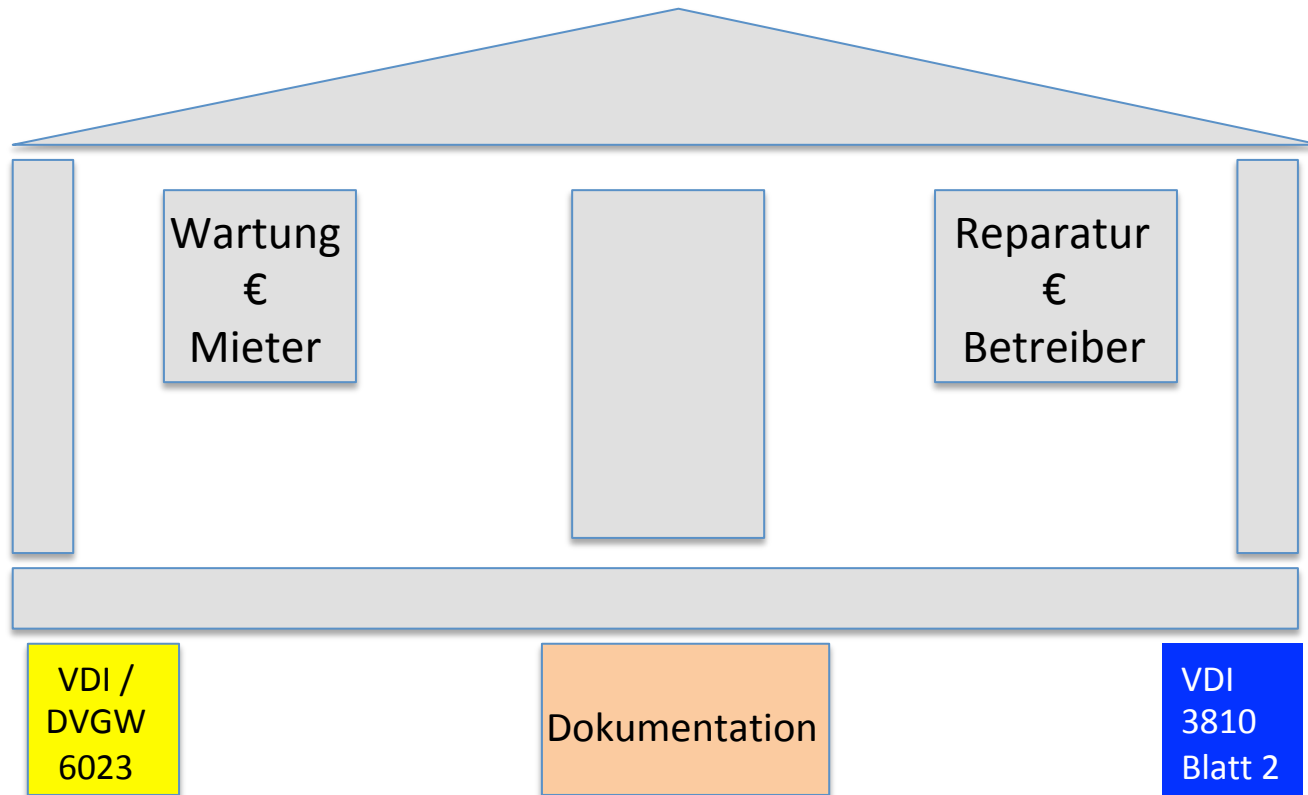 Wartung
€
Mieter
Reparatur
€
Betreiber
VDI /
DVGW
6023
Dokumentation
VDI
3810
Blatt 2